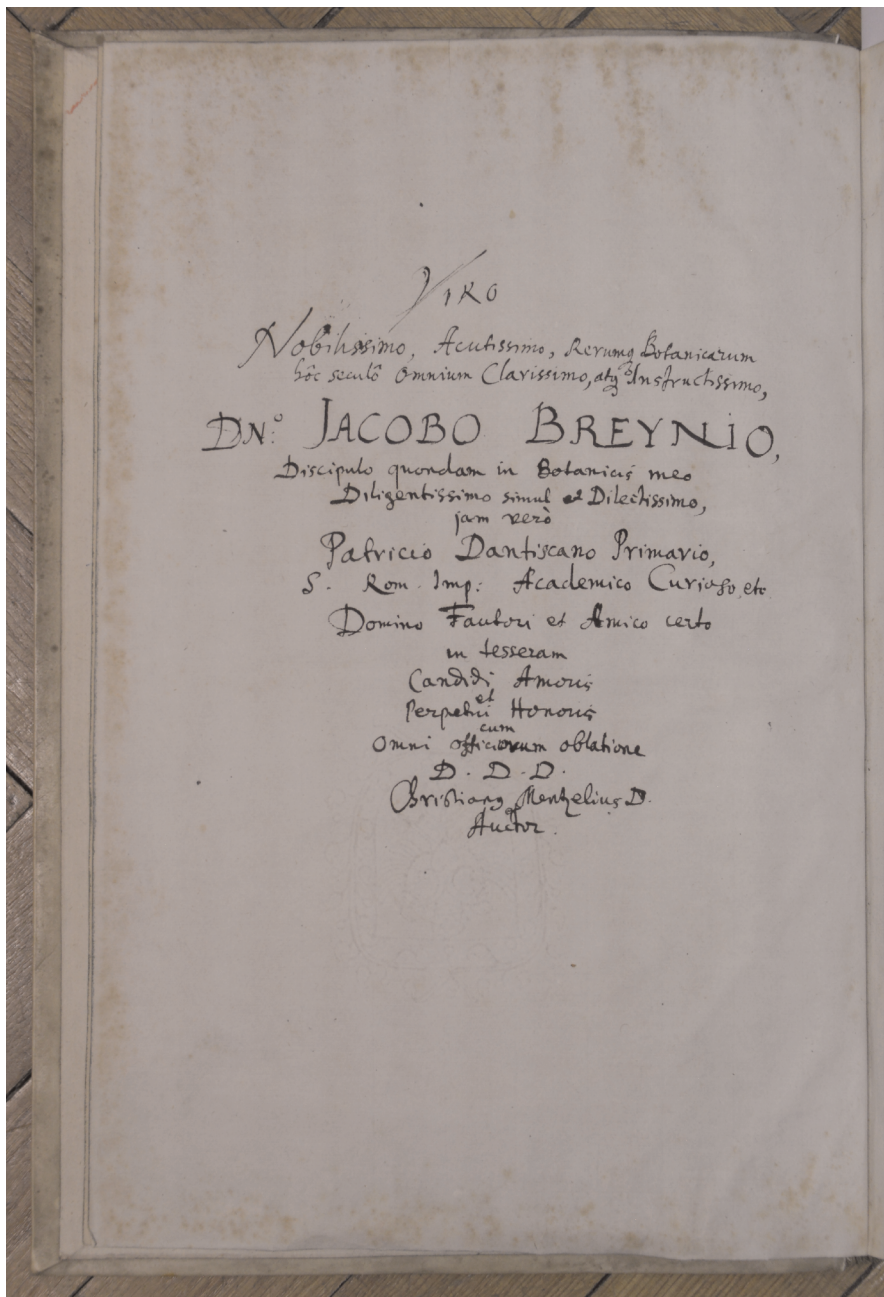 VIRO
Nobilissimo, Acutissimo, Rerumq Botanicarum
hôc seculô Omnium Clarissimo, atq Instructissimo,
DNº: JACOBO BREYNIO,
Discipulo quondam in Botanicis meo
Diligentissimo simul et Dilectissimo,
jam verò
Patricio Dantiscano Primario,
S. Rom. Imp: Academico Curioso, etc.
Domino Fautori et Amico certo
in tesseram
Candidi Amoris
et
Perpetui Honoris
cum
Omni officiorum oblatione
D. D. D.
Christianq Mentzelius D.
Auctor.